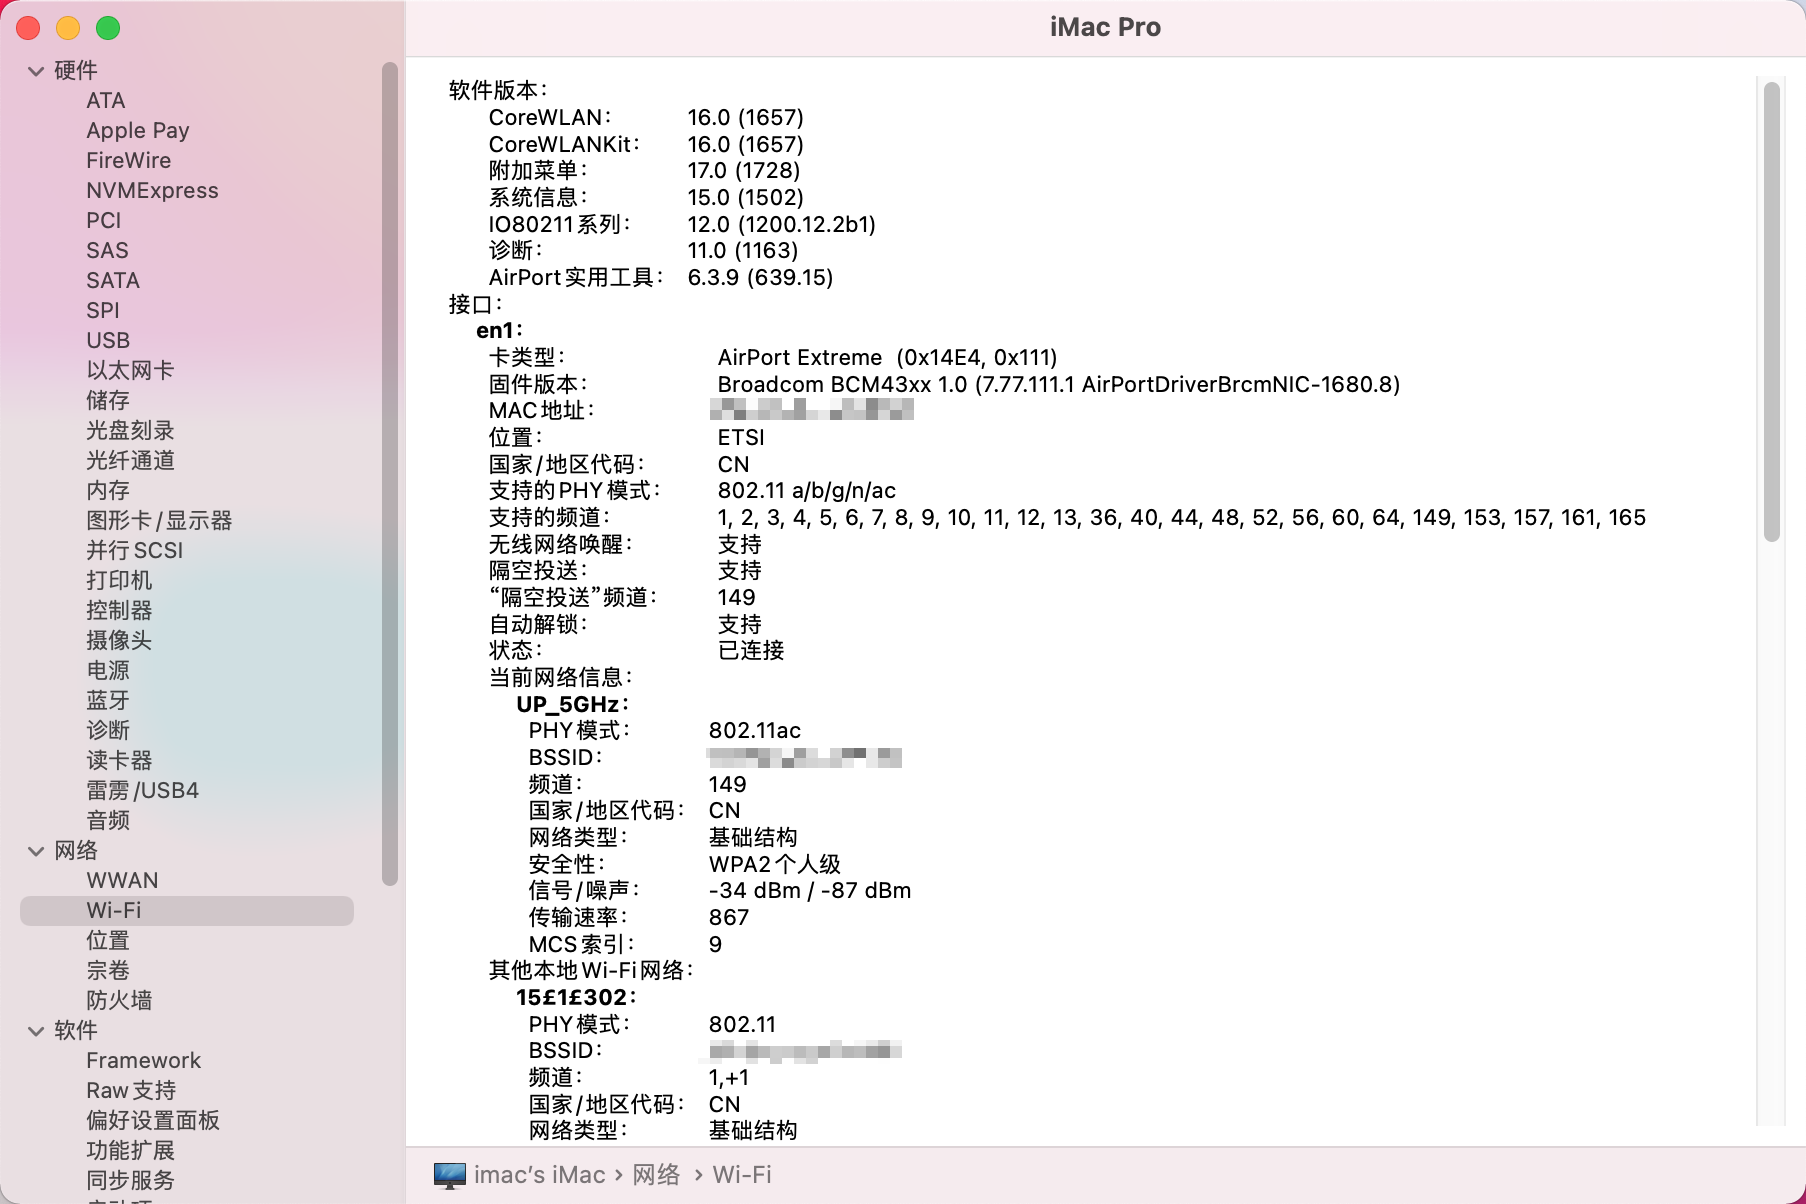 iMac Pro
硬件
ATA
Apple Pay
FireWire
NVMExpress
PCI
SAS
SATA
SPI
USB
以太网卡
储存
光盘刻录
光纤通道
内存
图形卡/显示器
并行SCSI
打印机
控制器
摄像头
电源
蓝牙
诊断
读卡器
雷雳/USB4
音频
网络
WWAN
Wi-Fi
位置
宗卷
防火墙
软件
Framework
Raw支持
偏好设置面板
功能扩展
同步服务
软件版本：
CoreWLAN： 16.0 (1657)
CoreWLANKit： 16.0 (1657)
附加菜单： 17.0 (1728)
系统信息： 15.0 (1502)
IO80211系列： 12.0 (1200.12.2b1)
诊断： 11.0 (1163)
AirPort实用工具： 6.3.9 (639.15)
接口：
en1：
卡类型： AirPort Extreme (0x14E4, 0x111)
固件版本： Broadcom BCM43xx 1.0 (7.77.111.1 AirPortDriverBrcmNIC-1680.8)
MAC地址：
位置： ETSI
国家/地区代码： CN
支持的PHY模式： 802.11 a/b/g/n/ac
支持的频道： 1, 2, 3, 4, 5, 6, 7, 8, 9, 10, 11, 12, 13, 36, 40, 44, 48, 52, 56, 60, 64, 149, 153, 157, 161, 165
无线网络唤醒： 支持
隔空投送： 支持
“隔空投送”频道： 149
自动解锁： 支持
状态： 已连接
当前网络信息：
UP_5GHz：
PHY模式： 802.11ac
BSSID：
频道： 149
国家/地区代码： CN
网络类型： 基础结构
安全性： WPA2个人级
信号/噪声： -34 dBm / -87 dBm
传输速率： 867
MCS索引： 9
其他本地Wi-Fi网络：
15£1£302：
PHY模式： 802.11
BSSID：
频道： 1,+1
国家/地区代码： CN
网络类型： 基础结构
imac’s iMac › 网络 › Wi-Fi